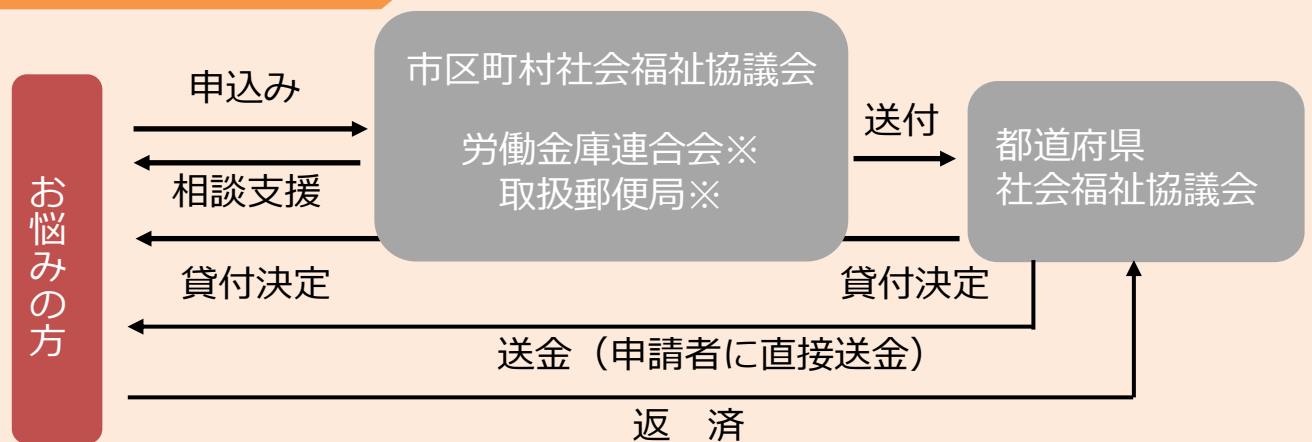 市区町村社会福祉協議会
労働金庫連合会※
取扱郵便局※
申込み
送付
都道府県
社会福祉協議会
相談支援
お悩みの方
貸付決定
貸付決定
送金（申請者に直接送金）
返　済